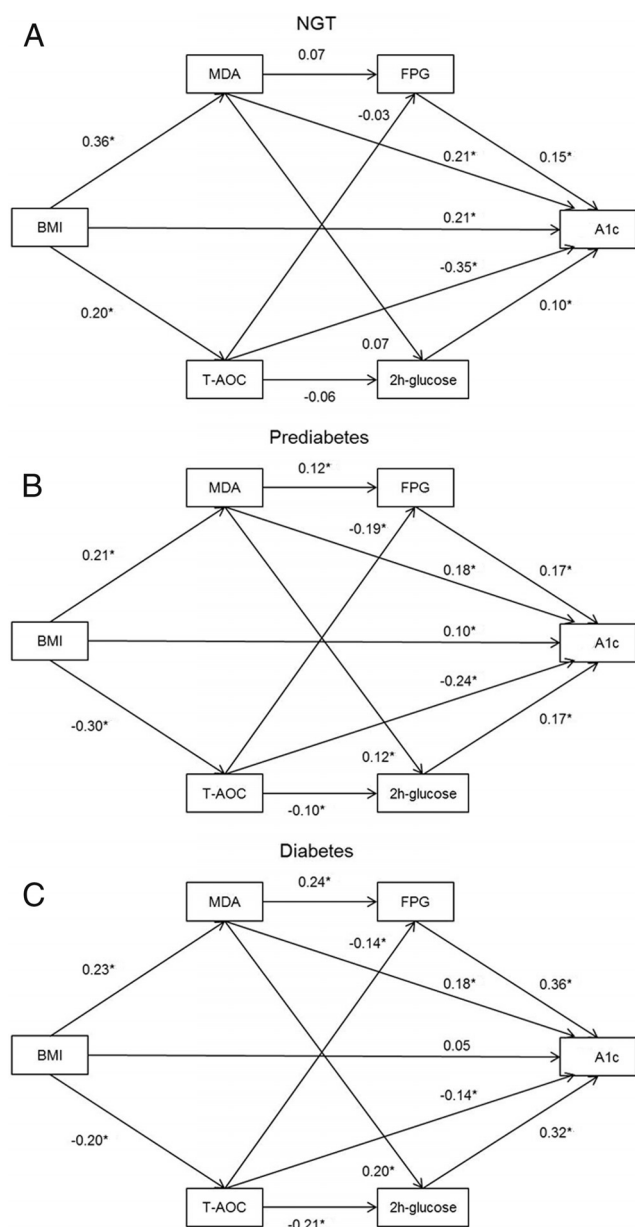 A
NGT
0.07
MDA
FPG
-0.03
0.36*
0.21*
0.15*
BMI
0.21*
A1c
-0.35*
0.20*
0.10*
0.07
T-AOC
2h-glucose
-0.06
Prediabetes
B
0.12*
MDA
FPG
-0.19*
0.21*
0.18*
0.17*
BMI
0.10*
A1c
-0.24*
-0.30*
0.17*
0.12*
T-AOC
2h-glucose
-0.10*
Diabetes
C
0.24*
MDA
FPG
-0.14*
0.23*
0.18*
0.36*
BMI
0.05
A1c
-0.14*
-0.20*
0.32*
0.20*
T-AOC
2h-glucose
-0.21*